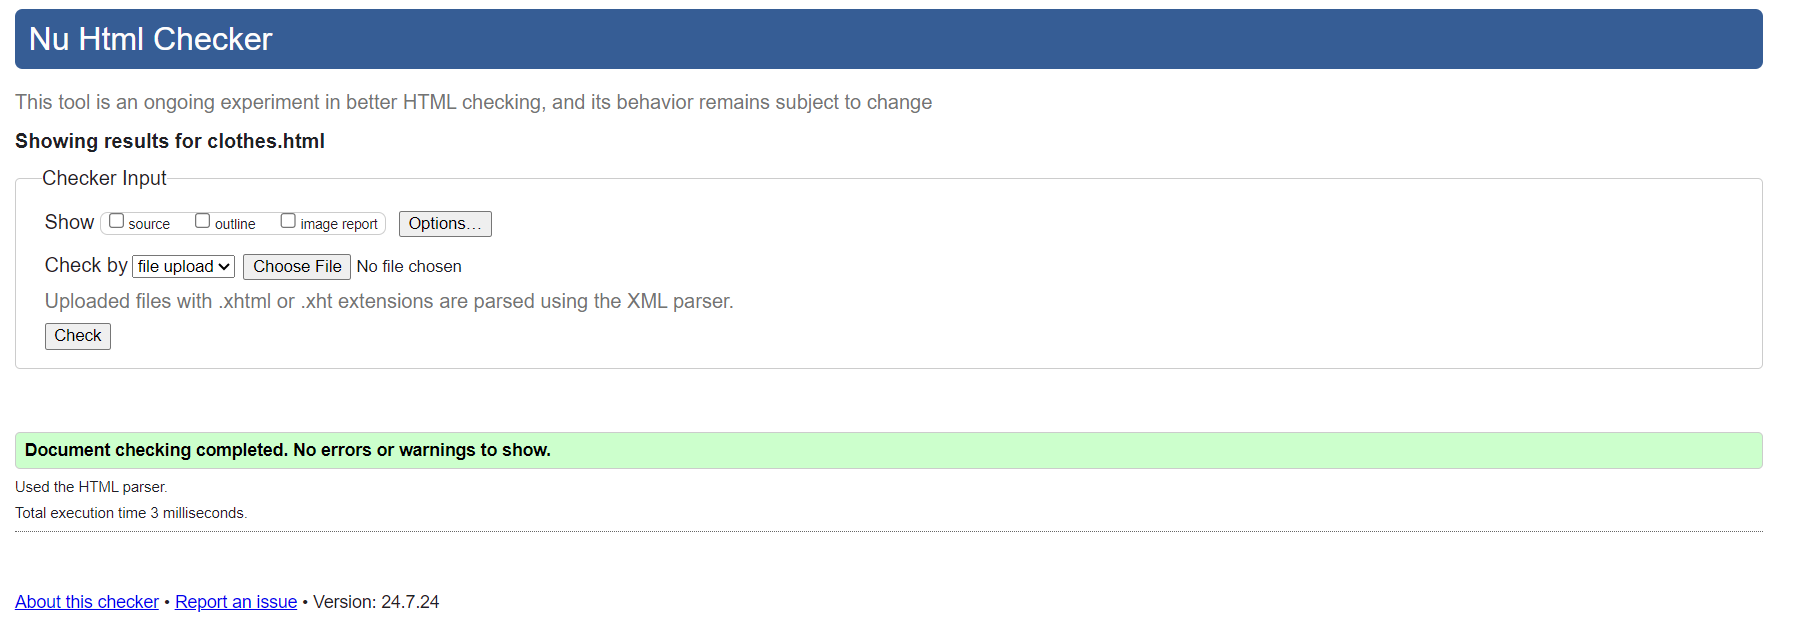 Nu Html Checker
This tool is an ongoing experiment in better HTML checking, and its behavior remains subject to change
Showing results for clothes.html
Checker Input
Show source outline image report Options...
Check by file upload Choose File No file chosen
Uploaded files with .xhtml or .xht extensions are parsed using the XML parser.
Check
Document checking completed. No errors or warnings to show.
Used the HTML parser.
Total execution time 3 milliseconds.
About this checker • Report an issue • Version: 24.7.24